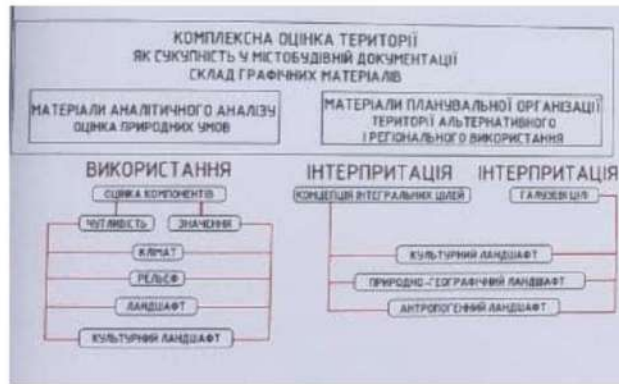 КОМПЛЕКСНА ОЦІНКА ТЕРИТОРІЇ
ЯК СУКУПНІСТЬ У МІСТОБУДІВНІЙ ДОКУМЕНТАЦІЇ
СКЛАД ГРАФІЧНИХ МАТЕРІАЛІВ
МАТЕРІАЛИ АНАЛІТИЧНОГО АНАЛІЗУ
ОЦІНКА ПРИРОДНИХ УМОВ
МАТЕРІАЛИ ПЛАНУВАЛЬНОЇ ОРГАНІЗАЦІЇ
ТЕРИТОРІЇ АЛЬТЕРНАТИВНОГО
І РЕГІОНАЛЬНОГО ВИКОРИСТАННЯ
ВИКОРИСТАННЯ
ОЦІНКА КОМПОНЕНТІВ
ЧУТЛИВІСТЬ
ЗНАЧЕННЯ
КЛІМАТ
РЕЛЬЄФ
ЛАНДШАФТ
КУЛЬТУРНИЙ ЛАНДШАФТ
ІНТЕРПРИТАЦІЯ
ІНТЕРПРИТАЦІЯ
КОНЦЕПЦІЯ ІНТЕГРАЛЬНИХ ЦІЛЕЙ
ГАЛУЗЕВІ ЦІЛІ
КУЛЬТУРНИЙ ЛАНДШАФТ
ПРИРОДНО-ГЕОГРАФІЧНИЙ ЛАНДШАФТ
АНТРОПОГЕННИЙ ЛАНДШАФТ